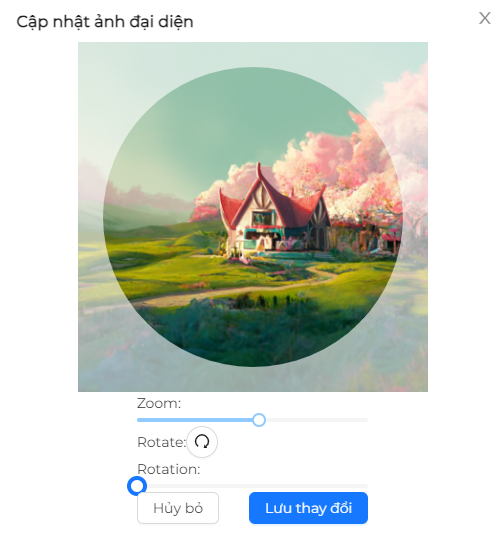 Cập nhật ảnh đại diện
X
Zoom:
Rotate:
Rotation:
Hủy bỏ
Lưu thay đổi